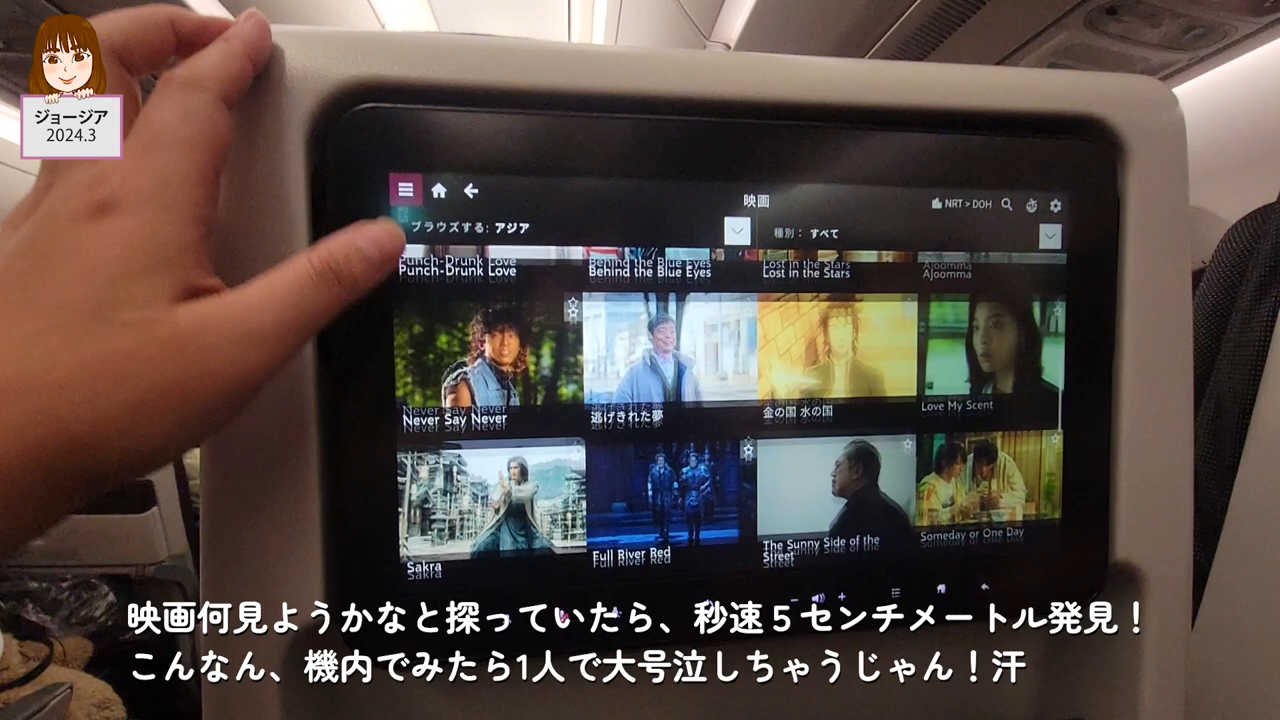 ジョージア
2024.3
映画
NRT > DOH
ブラウズする: アジア
種別： すべて
Punch-Drunk Love
Behind the Blue Eyes
Lost in the Stars
Ajoomma
Never Say Never
逃げきれた夢
金の国 水の国
Love My Scent
Sakra
Full River Red
The Sunny Side of the
Street
Someday or One Day
映画何見ようかなと探っていたら、秒速５センチメートル発見！
こんなん、機内でみたら1人で大号泣しちゃうじゃん！汗